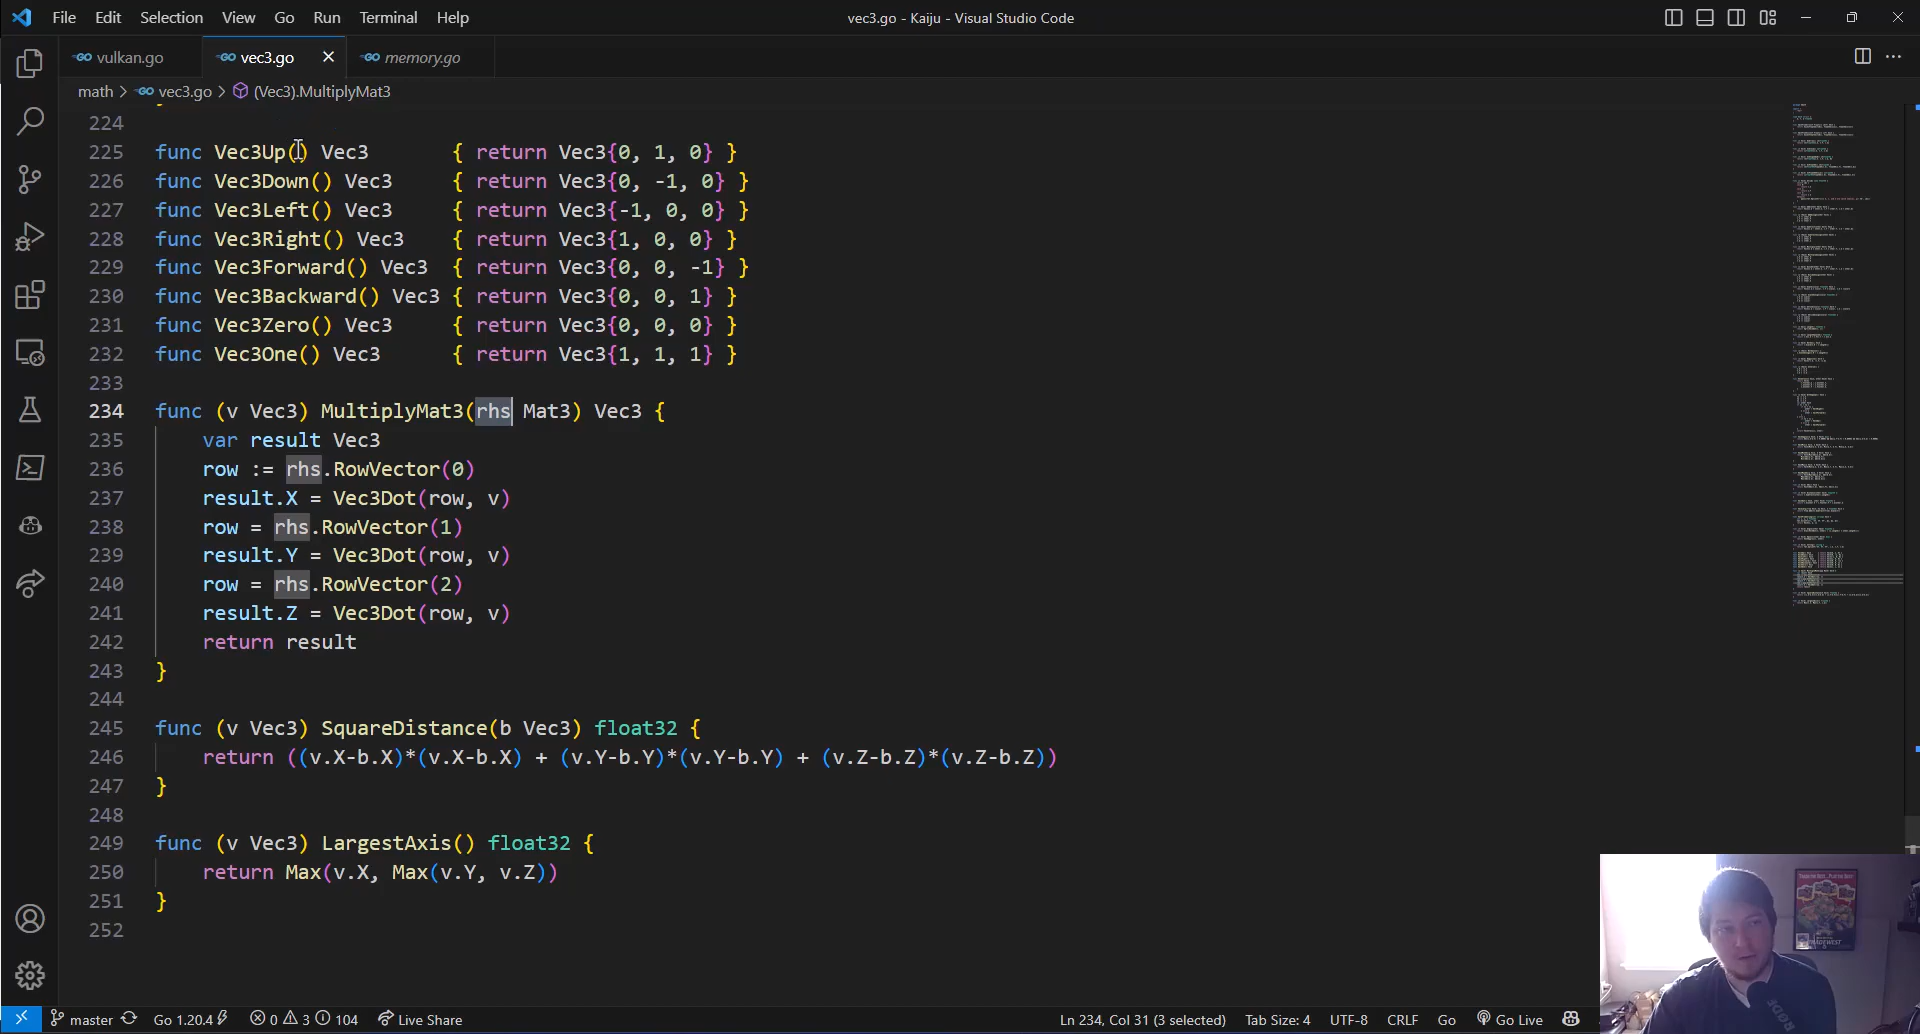 File Edit Selection View Go Run Terminal Help
vec3.go - Kaiju - Visual Studio Code
vulkan.go
vec3.go
memory.go
math > vec3.go > (Vec3).MultiplyMat3
224
225 func Vec3Up() Vec3 { return Vec3{0, 1, 0} }
226 func Vec3Down() Vec3 { return Vec3{0, -1, 0} }
227 func Vec3Left() Vec3 { return Vec3{-1, 0, 0} }
228 func Vec3Right() Vec3 { return Vec3{1, 0, 0} }
229 func Vec3Forward() Vec3 { return Vec3{0, 0, -1} }
230 func Vec3Backward() Vec3 { return Vec3{0, 0, 1} }
231 func Vec3Zero() Vec3 { return Vec3{0, 0, 0} }
232 func Vec3One() Vec3 { return Vec3{1, 1, 1} }
233
234 func (v Vec3) MultiplyMat3(rhs Mat3) Vec3 {
235 var result Vec3
236 row := rhs.RowVector(0)
237 result.X = Vec3Dot(row, v)
238 row = rhs.RowVector(1)
239 result.Y = Vec3Dot(row, v)
240 row = rhs.RowVector(2)
241 result.Z = Vec3Dot(row, v)
242 return result
243 }
244
245 func (v Vec3) SquareDistance(b Vec3) float32 {
246 return ((v.X-b.X)*(v.X-b.X) + (v.Y-b.Y)*(v.Y-b.Y) + (v.Z-b.Z)*(v.Z-b.Z))
247 }
248
249 func (v Vec3) LargestAxis() float32 {
250 return Max(v.X, Max(v.Y, v.Z))
251 }
252
master Go 1.20.4 0 3 104 Live Share Ln 234, Col 31 (3 selected) Tab Size: 4 UTF-8 CRLF Go Go Live